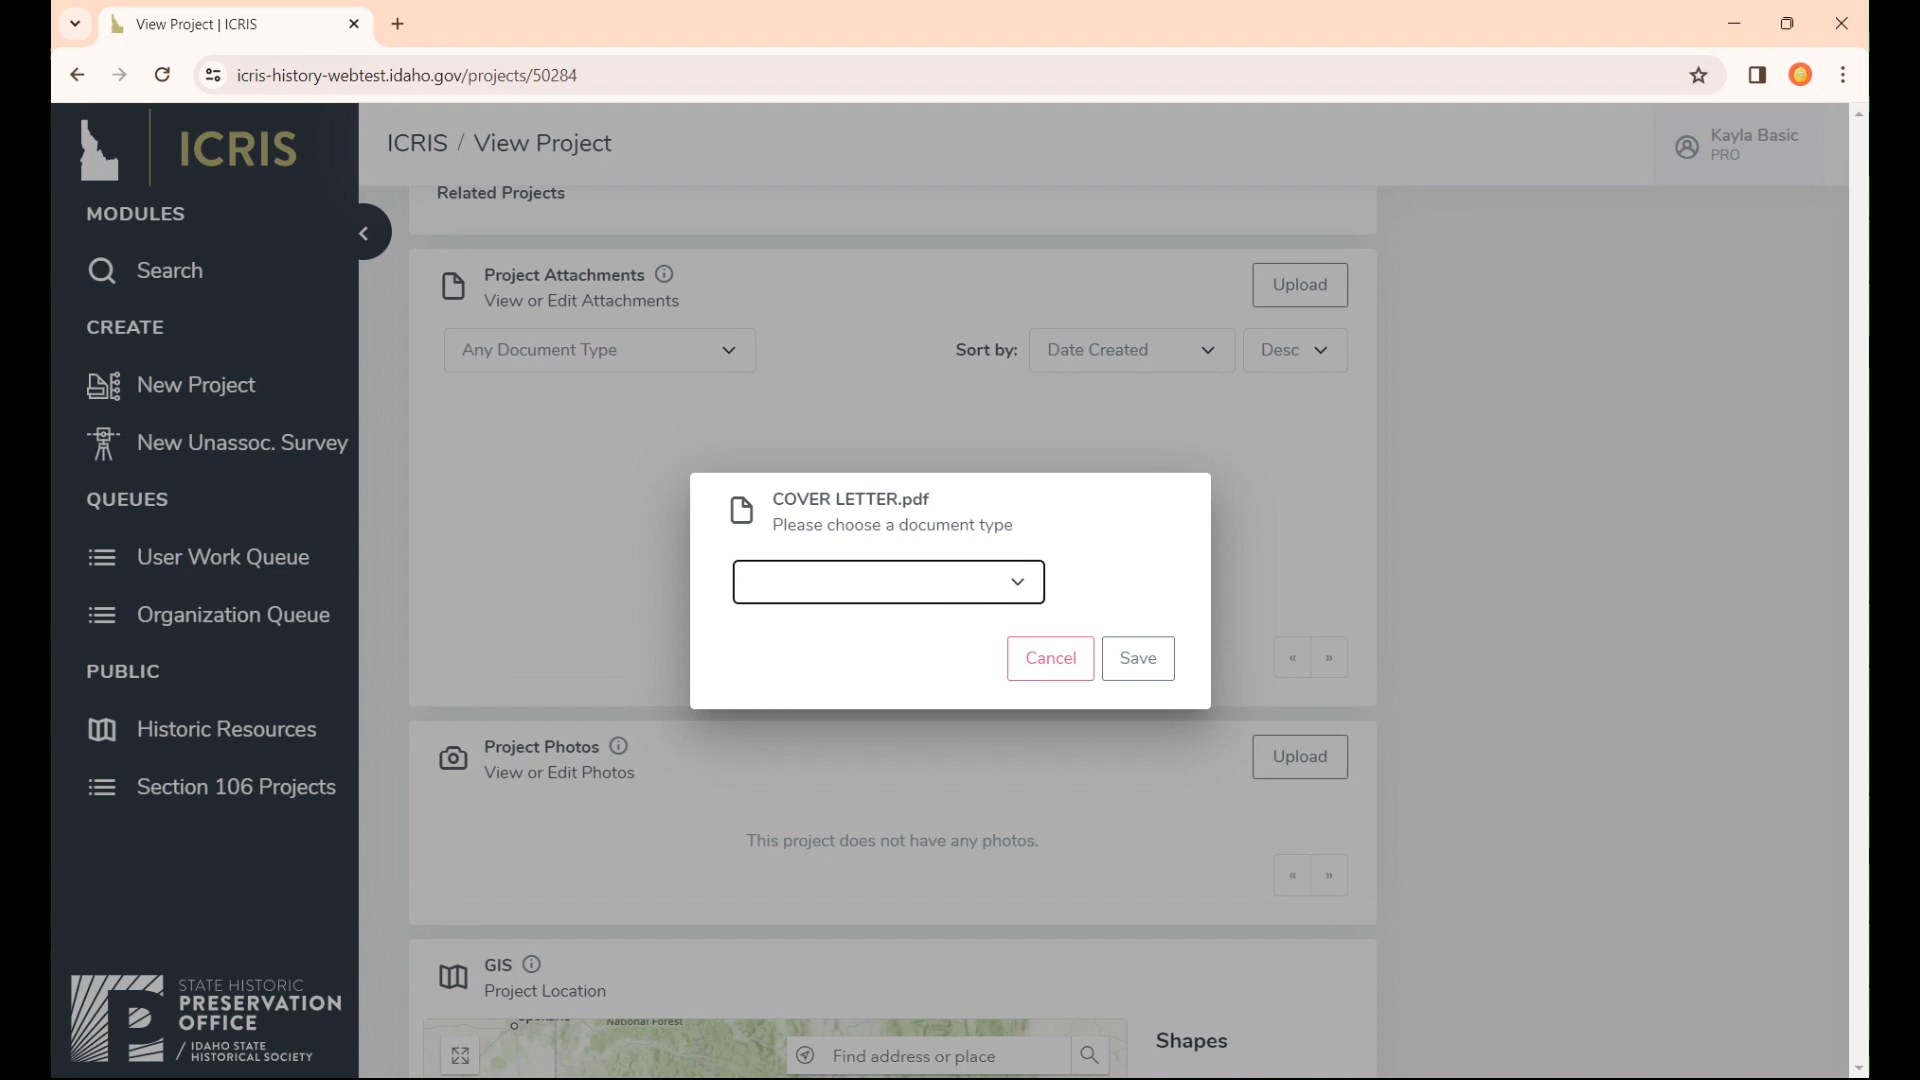 View Project | ICRIS
icris-history-webtest.idaho.gov/projects/50284
ICRIS
ICRIS / View Project
Kayla Basic
PRO
MODULES
Search
CREATE
New Project
New Unassoc. Survey
QUEUES
User Work Queue
Organization Queue
PUBLIC
Historic Resources
Section 106 Projects
STATE HISTORIC
PRESERVATION
OFFICE
/ IDAHO STATE
HISTORICAL SOCIETY
Related Projects
Project Attachments
View or Edit Attachments
Upload
Any Document Type
Sort by:
Date Created
Desc
COVER LETTER.pdf
Please choose a document type
Cancel
Save
« »
Project Photos
View or Edit Photos
Upload
This project does not have any photos.
« »
GIS
Project Location
National Forest
Find address or place
Shapes